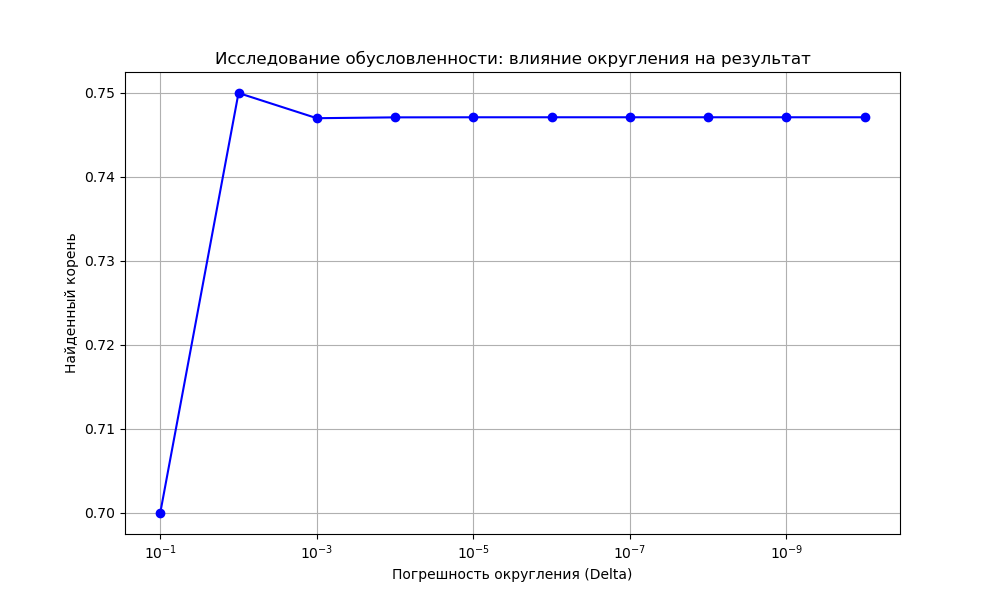 Исследование обусловленности: влияние округления на результат
Найденный корень
0.75
0.74
0.73
0.72
0.71
0.70
10⁻¹ 10⁻³ 10⁻⁵ 10⁻⁷ 10⁻⁹
Погрешность округления (Delta)